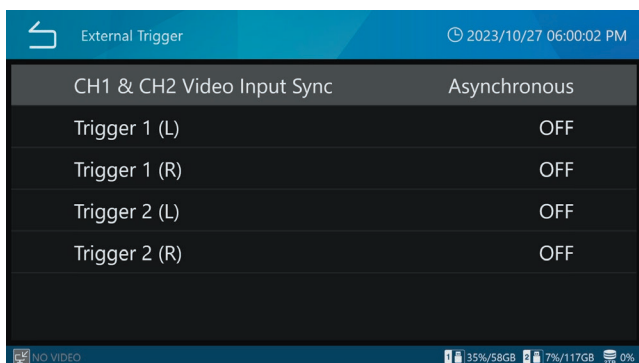 External Trigger 2023/10/27 06:00:02 PM
CH1 & CH2 Video Input Sync Asynchronous
Trigger 1 (L) OFF
Trigger 1 (R) OFF
Trigger 2 (L) OFF
Trigger 2 (R) OFF
NO VIDEO 1 35%/58GB 2 7%/117GB 0%